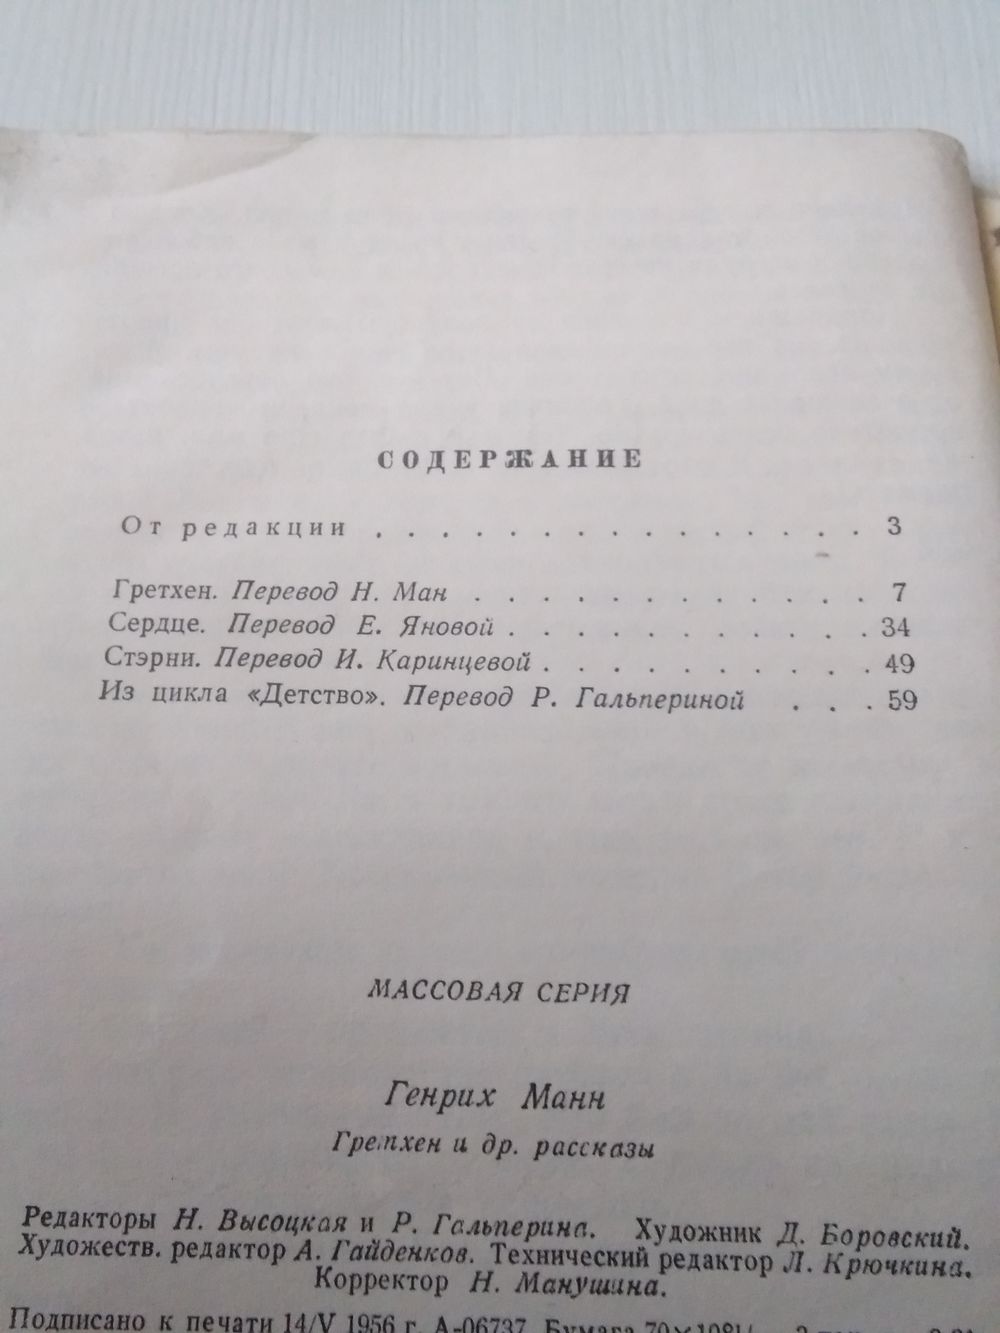 СОДЕРЖАНИЕ
От редакции . . . . . . . . . . . . . . . 3
Гретхен. Перевод Н. Ман . . . . . . . . . . . . 7
Сердце. Перевод Е. Яновой . . . . . . . . . . . 34
Стэрни. Перевод И. Каринцевой . . . . . . . . . . 49
Из цикла «Детство». Перевод Р. Гальпериной . . . 59
МАССОВАЯ СЕРИЯ
Генрих Манн
Гретхен и др. рассказы
Редакторы Н. Высоцкая и Р. Гальперина. Художник Д. Боровский.
Художеств. редактор А. Гайденков. Технический редактор Л. Крючкина.
Корректор Н. Манушина.
Подписано к печати 14/V 1956 г. А-06737. Бумага